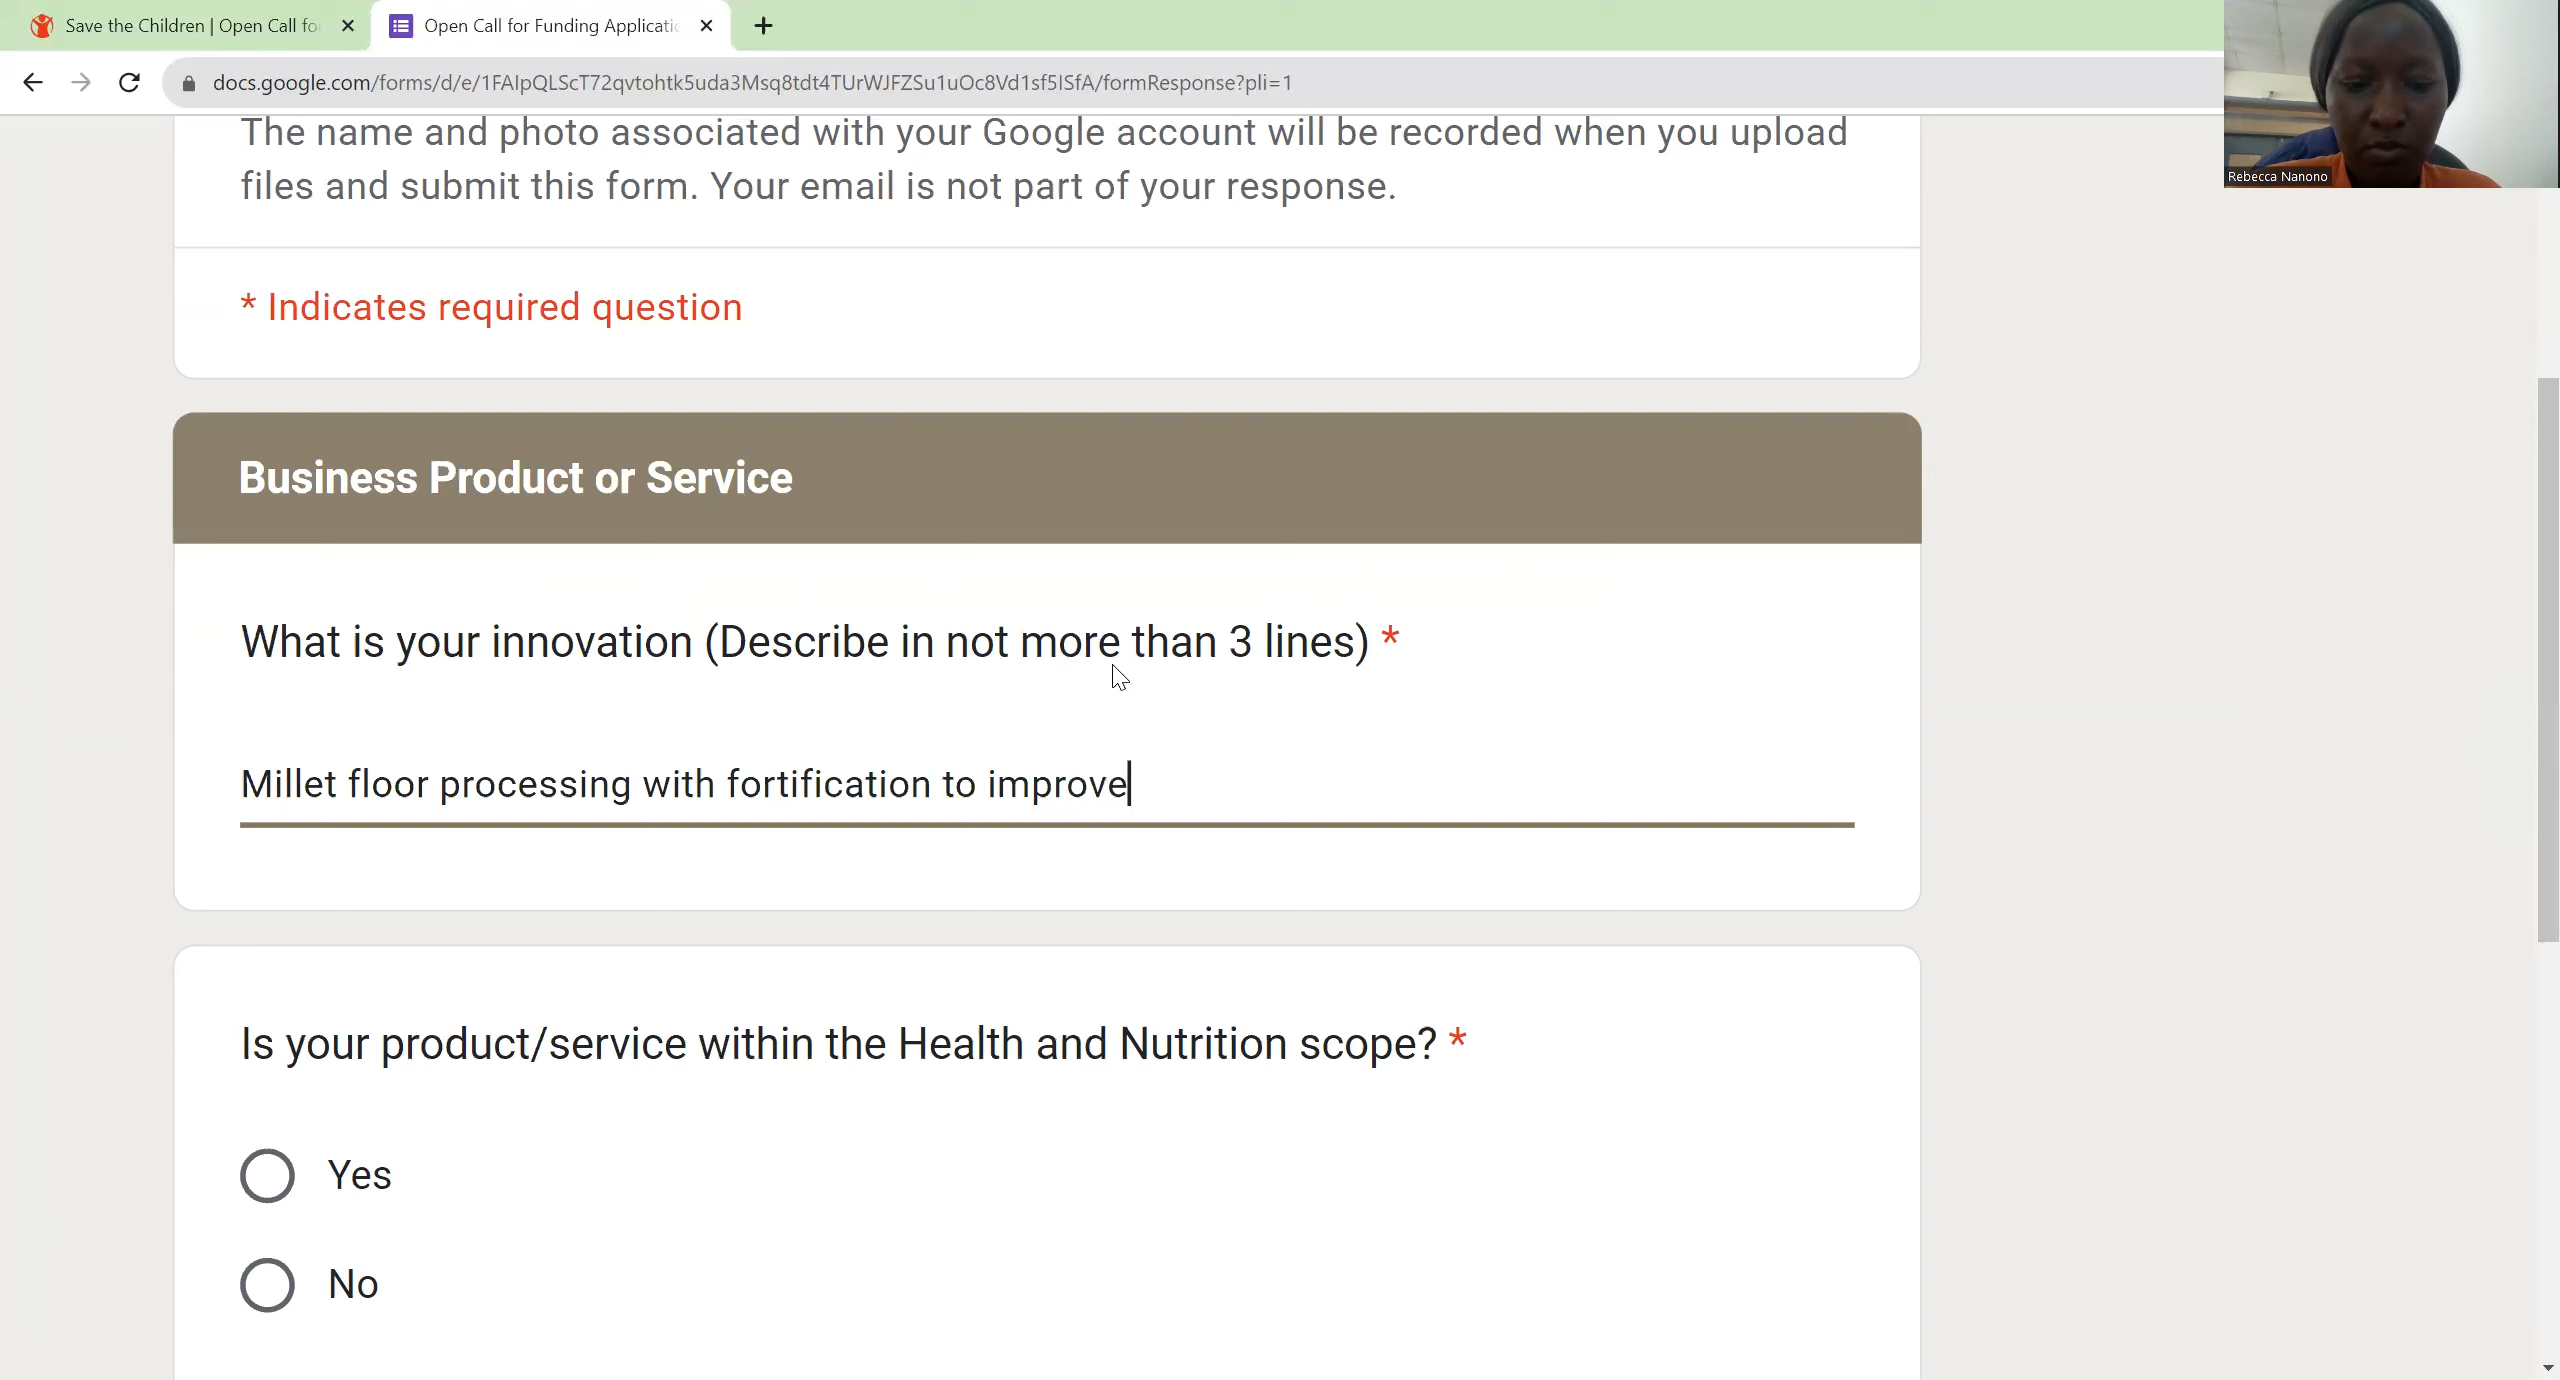 Save the Children | Open Call fo
Open Call for Funding Applicati
docs.google.com/forms/d/e/1FAIpQLScT72qvtohtk5uda3Msq8tdt4TUrWJFZSu1uOc8Vd1sf5ISfA/formResponse?pli=1
Rebecca Nanono
The name and photo associated with your Google account will be recorded when you upload
files and submit this form. Your email is not part of your response.
* Indicates required question
Business Product or Service
What is your innovation (Describe in not more than 3 lines) *
Millet floor processing with fortification to improve
Is your product/service within the Health and Nutrition scope? *
Yes
No